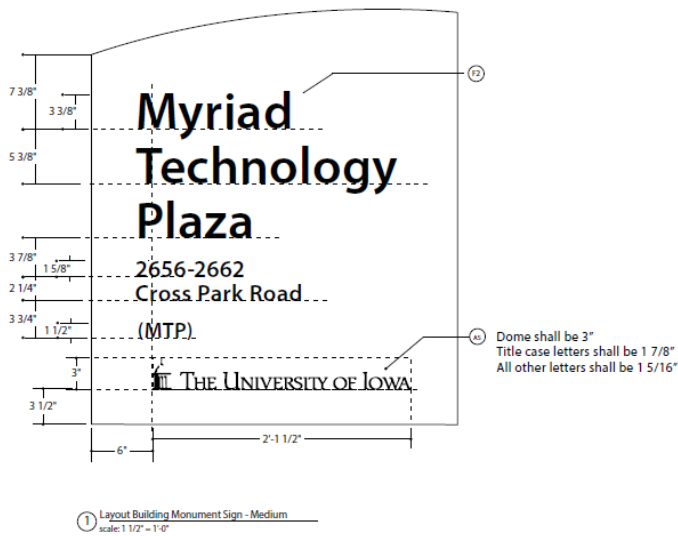 7 3/8"
F2
3 3/8"
Myriad
5 3/8"
Technology
Plaza
3 7/8"
1 5/8"
2656-2662
2 1/4"
Cross Park Road
3 3/4"
1 1/2"
(MTP)
A5
Dome shall be 3"
Title case letters shall be 1 7/8"
All other letters shall be 1 5/16"
3"
THE UNIVERSITY OF IOWA
3 1/2"
2'-1 1/2"
6"
1
Layout Building Monument Sign - Medium
scale: 1 1/2" = 1'-0"